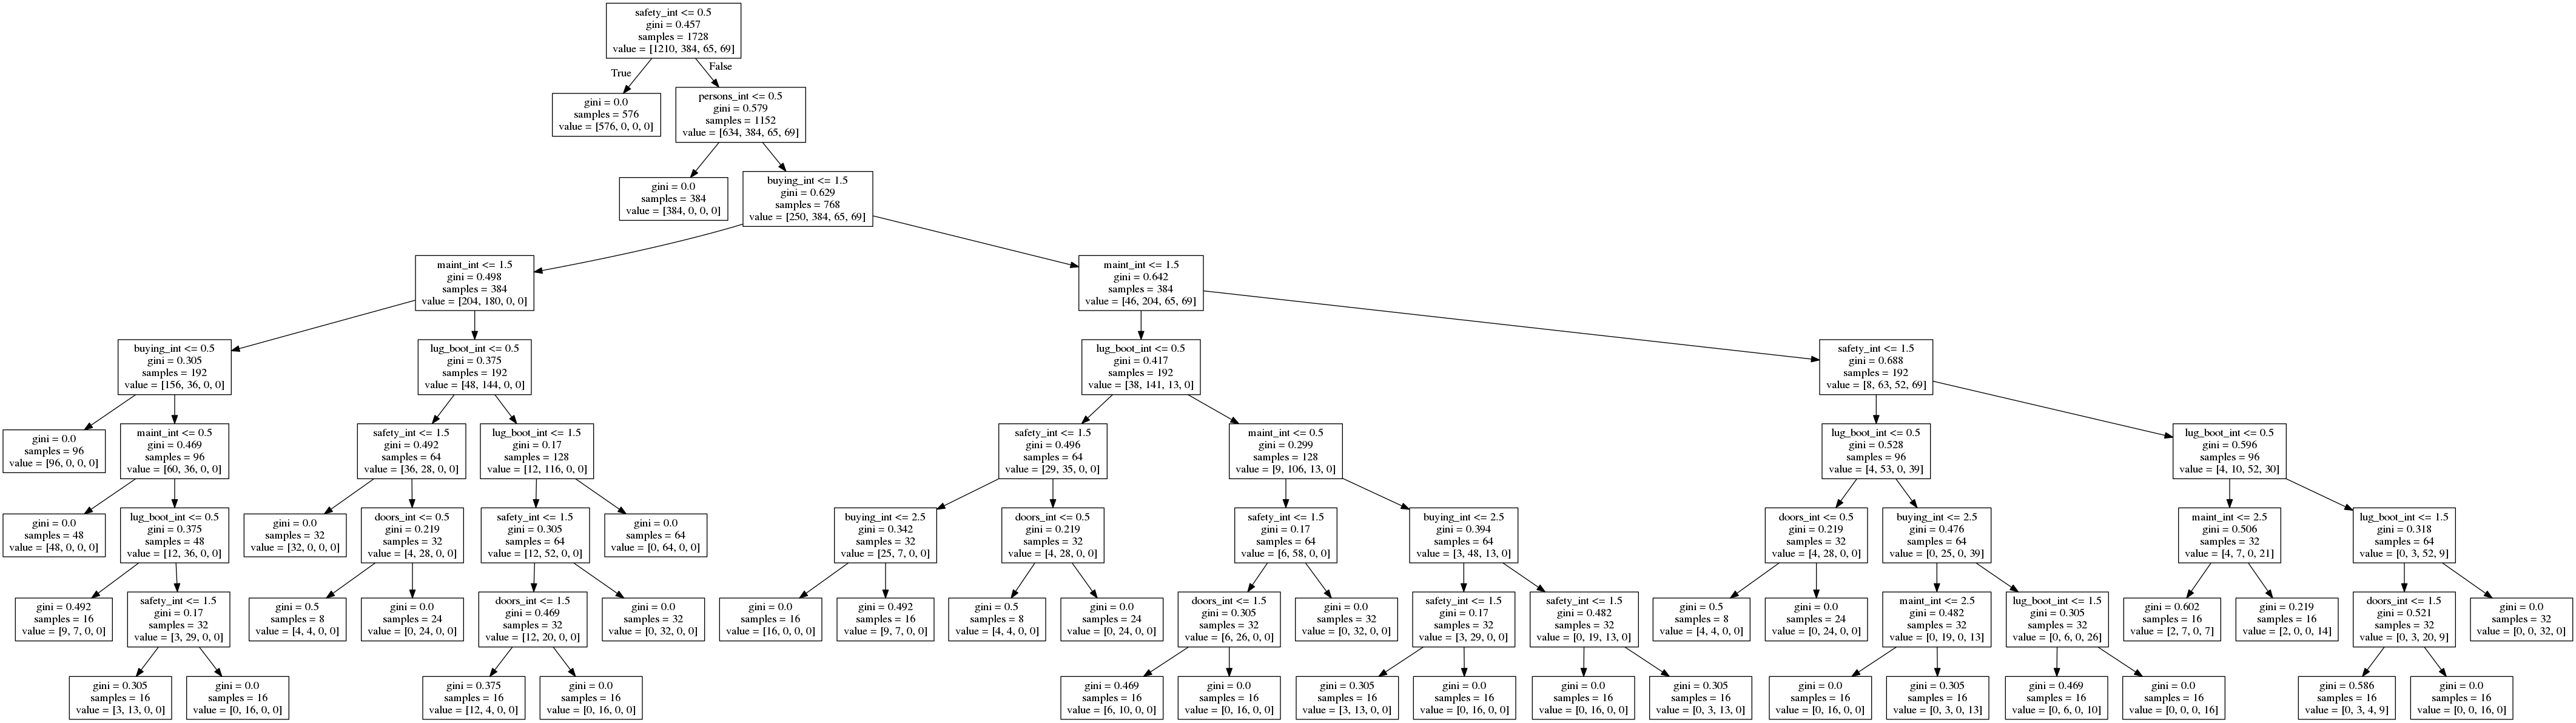 safety_int <= 0.5
gini = 0.457
samples = 1728
value = [1210, 384, 65, 69]
True
False
gini = 0.0
samples = 576
value = [576, 0, 0, 0]
persons_int <= 0.5
gini = 0.579
samples = 1152
value = [634, 384, 65, 69]
gini = 0.0
samples = 384
value = [384, 0, 0, 0]
buying_int <= 1.5
gini = 0.629
samples = 768
value = [250, 384, 65, 69]
maint_int <= 1.5
gini = 0.498
samples = 384
value = [204, 180, 0, 0]
maint_int <= 1.5
gini = 0.642
samples = 384
value = [46, 204, 65, 69]
buying_int <= 0.5
gini = 0.305
samples = 192
value = [156, 36, 0, 0]
lug_boot_int <= 0.5
gini = 0.375
samples = 192
value = [48, 144, 0, 0]
lug_boot_int <= 0.5
gini = 0.417
samples = 192
value = [38, 141, 13, 0]
safety_int <= 1.5
gini = 0.688
samples = 192
value = [8, 63, 52, 69]
gini = 0.0
samples = 96
value = [96, 0, 0, 0]
maint_int <= 0.5
gini = 0.469
samples = 96
value = [60, 36, 0, 0]
safety_int <= 1.5
gini = 0.492
samples = 64
value = [36, 28, 0, 0]
lug_boot_int <= 1.5
gini = 0.17
samples = 128
value = [12, 116, 0, 0]
safety_int <= 1.5
gini = 0.496
samples = 64
value = [29, 35, 0, 0]
maint_int <= 0.5
gini = 0.299
samples = 128
value = [9, 106, 13, 0]
lug_boot_int <= 0.5
gini = 0.528
samples = 96
value = [4, 53, 0, 39]
lug_boot_int <= 0.5
gini = 0.596
samples = 96
value = [4, 10, 52, 30]
gini = 0.0
samples = 48
value = [48, 0, 0, 0]
lug_boot_int <= 0.5
gini = 0.375
samples = 48
value = [12, 36, 0, 0]
gini = 0.0
samples = 32
value = [32, 0, 0, 0]
doors_int <= 0.5
gini = 0.219
samples = 32
value = [4, 28, 0, 0]
safety_int <= 1.5
gini = 0.305
samples = 64
value = [12, 52, 0, 0]
gini = 0.0
samples = 64
value = [0, 64, 0, 0]
buying_int <= 2.5
gini = 0.342
samples = 32
value = [25, 7, 0, 0]
doors_int <= 0.5
gini = 0.219
samples = 32
value = [4, 28, 0, 0]
safety_int <= 1.5
gini = 0.17
samples = 64
value = [6, 58, 0, 0]
buying_int <= 2.5
gini = 0.394
samples = 64
value = [3, 48, 13, 0]
doors_int <= 0.5
gini = 0.219
samples = 32
value = [4, 28, 0, 0]
buying_int <= 2.5
gini = 0.476
samples = 64
value = [0, 25, 0, 39]
maint_int <= 2.5
gini = 0.506
samples = 32
value = [4, 7, 0, 21]
lug_boot_int <= 1.5
gini = 0.318
samples = 64
value = [0, 3, 52, 9]
gini = 0.492
samples = 16
value = [9, 7, 0, 0]
safety_int <= 1.5
gini = 0.17
samples = 32
value = [3, 29, 0, 0]
gini = 0.5
samples = 8
value = [4, 4, 0, 0]
gini = 0.0
samples = 24
value = [0, 24, 0, 0]
doors_int <= 1.5
gini = 0.469
samples = 32
value = [12, 20, 0, 0]
gini = 0.0
samples = 32
value = [0, 32, 0, 0]
gini = 0.0
samples = 16
value = [16, 0, 0, 0]
gini = 0.492
samples = 16
value = [9, 7, 0, 0]
gini = 0.5
samples = 8
value = [4, 4, 0, 0]
gini = 0.0
samples = 24
value = [0, 24, 0, 0]
doors_int <= 1.5
gini = 0.305
samples = 32
value = [6, 26, 0, 0]
gini = 0.0
samples = 32
value = [0, 32, 0, 0]
safety_int <= 1.5
gini = 0.17
samples = 32
value = [3, 29, 0, 0]
safety_int <= 1.5
gini = 0.482
samples = 32
value = [0, 19, 13, 0]
gini = 0.5
samples = 8
value = [4, 4, 0, 0]
gini = 0.0
samples = 24
value = [0, 24, 0, 0]
maint_int <= 2.5
gini = 0.482
samples = 32
value = [0, 19, 0, 13]
lug_boot_int <= 1.5
gini = 0.305
samples = 32
value = [0, 6, 0, 26]
gini = 0.602
samples = 16
value = [2, 7, 0, 7]
gini = 0.219
samples = 16
value = [2, 0, 0, 14]
doors_int <= 1.5
gini = 0.521
samples = 32
value = [0, 3, 20, 9]
gini = 0.0
samples = 32
value = [0, 0, 32, 0]
gini = 0.305
samples = 16
value = [3, 13, 0, 0]
gini = 0.0
samples = 16
value = [0, 16, 0, 0]
gini = 0.375
samples = 16
value = [12, 4, 0, 0]
gini = 0.0
samples = 16
value = [0, 16, 0, 0]
gini = 0.469
samples = 16
value = [6, 10, 0, 0]
gini = 0.0
samples = 16
value = [0, 16, 0, 0]
gini = 0.305
samples = 16
value = [3, 13, 0, 0]
gini = 0.0
samples = 16
value = [0, 16, 0, 0]
gini = 0.0
samples = 16
value = [0, 16, 0, 0]
gini = 0.305
samples = 16
value = [0, 3, 13, 0]
gini = 0.0
samples = 16
value = [0, 16, 0, 0]
gini = 0.305
samples = 16
value = [0, 3, 0, 13]
gini = 0.469
samples = 16
value = [0, 6, 0, 10]
gini = 0.0
samples = 16
value = [0, 0, 0, 16]
gini = 0.586
samples = 16
value = [0, 3, 4, 9]
gini = 0.0
samples = 16
value = [0, 0, 16, 0]